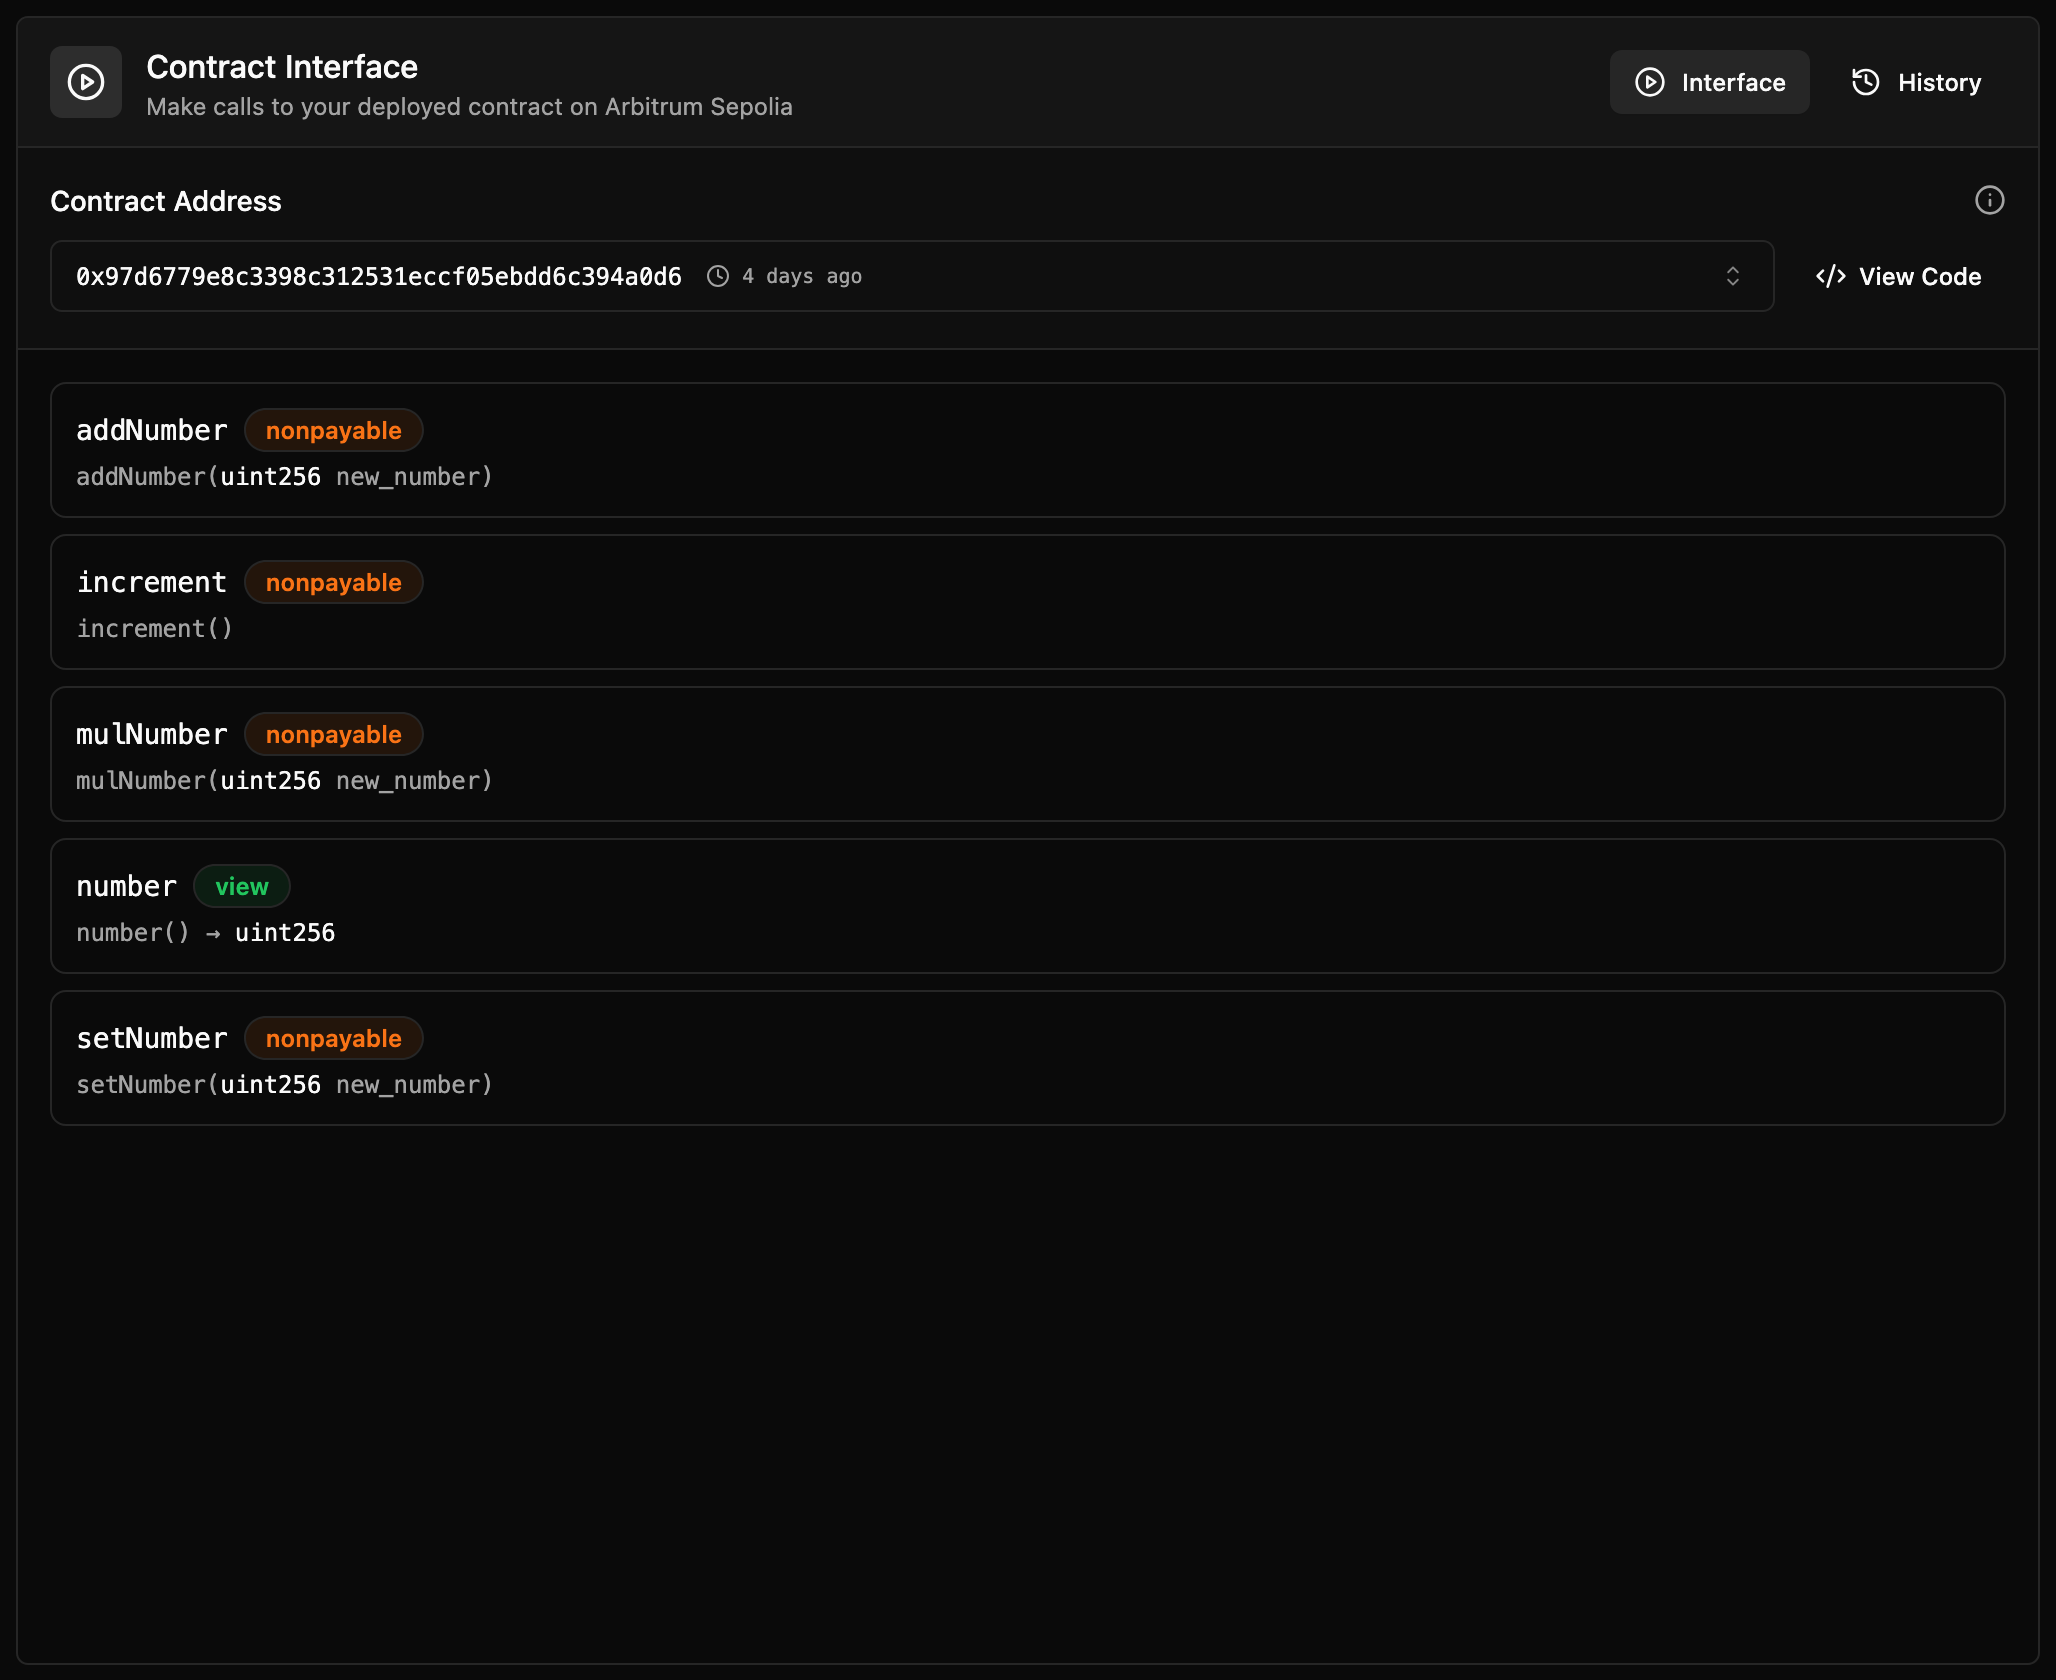 Contract Interface
Make calls to your deployed contract on Arbitrum Sepolia
Interface
History
Contract Address
0x97d6779e8c3398c312531eccf05ebdd6c394a0d6 4 days ago
</> View Code
addNumber nonpayable
addNumber(uint256 new_number)
increment nonpayable
increment()
mulNumber nonpayable
mulNumber(uint256 new_number)
number view
number() → uint256
setNumber nonpayable
setNumber(uint256 new_number)